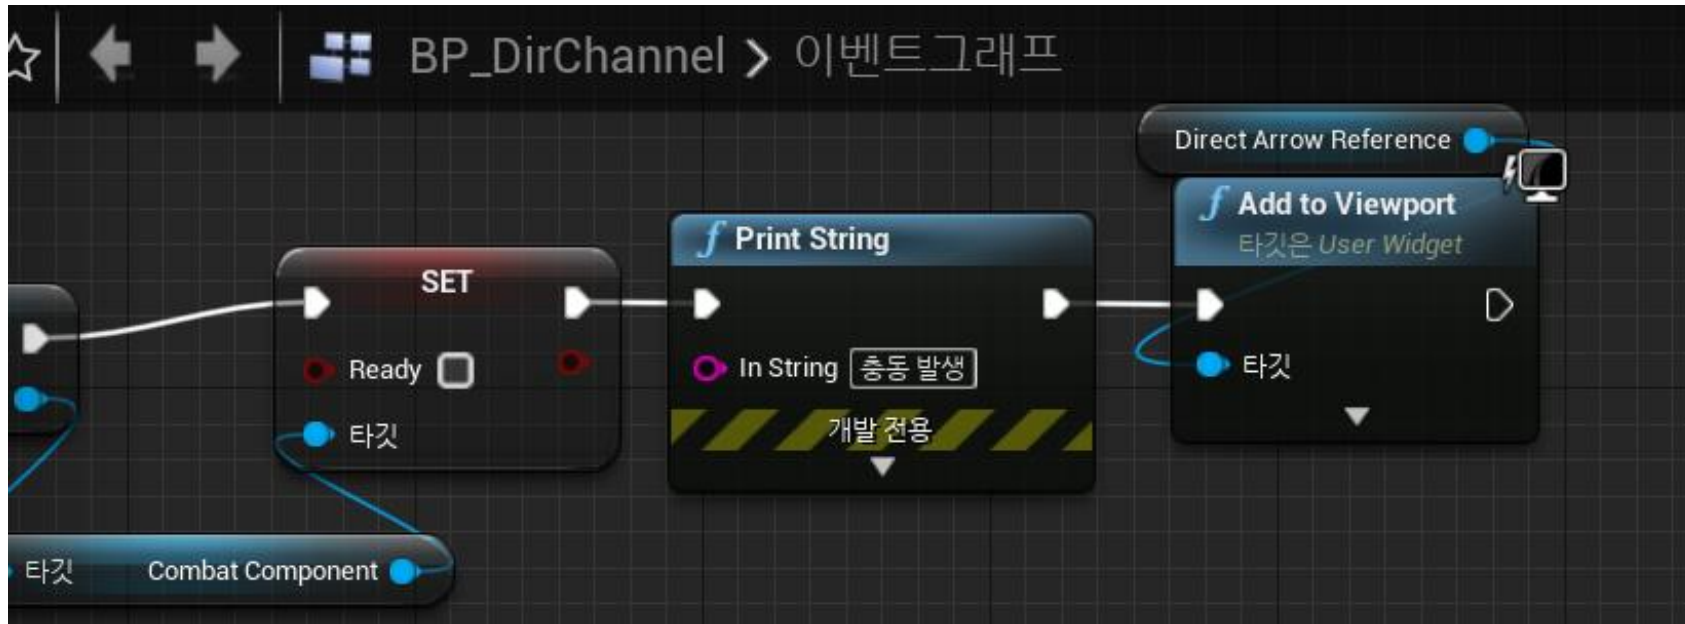 BP_DirChannel > 이벤트그래프
Direct Arrow Reference
Add to Viewport
타깃은 User Widget
타깃
Print String
In String 충동 발생
개발 전용
SET
Ready
타깃
타깃 Combat Component